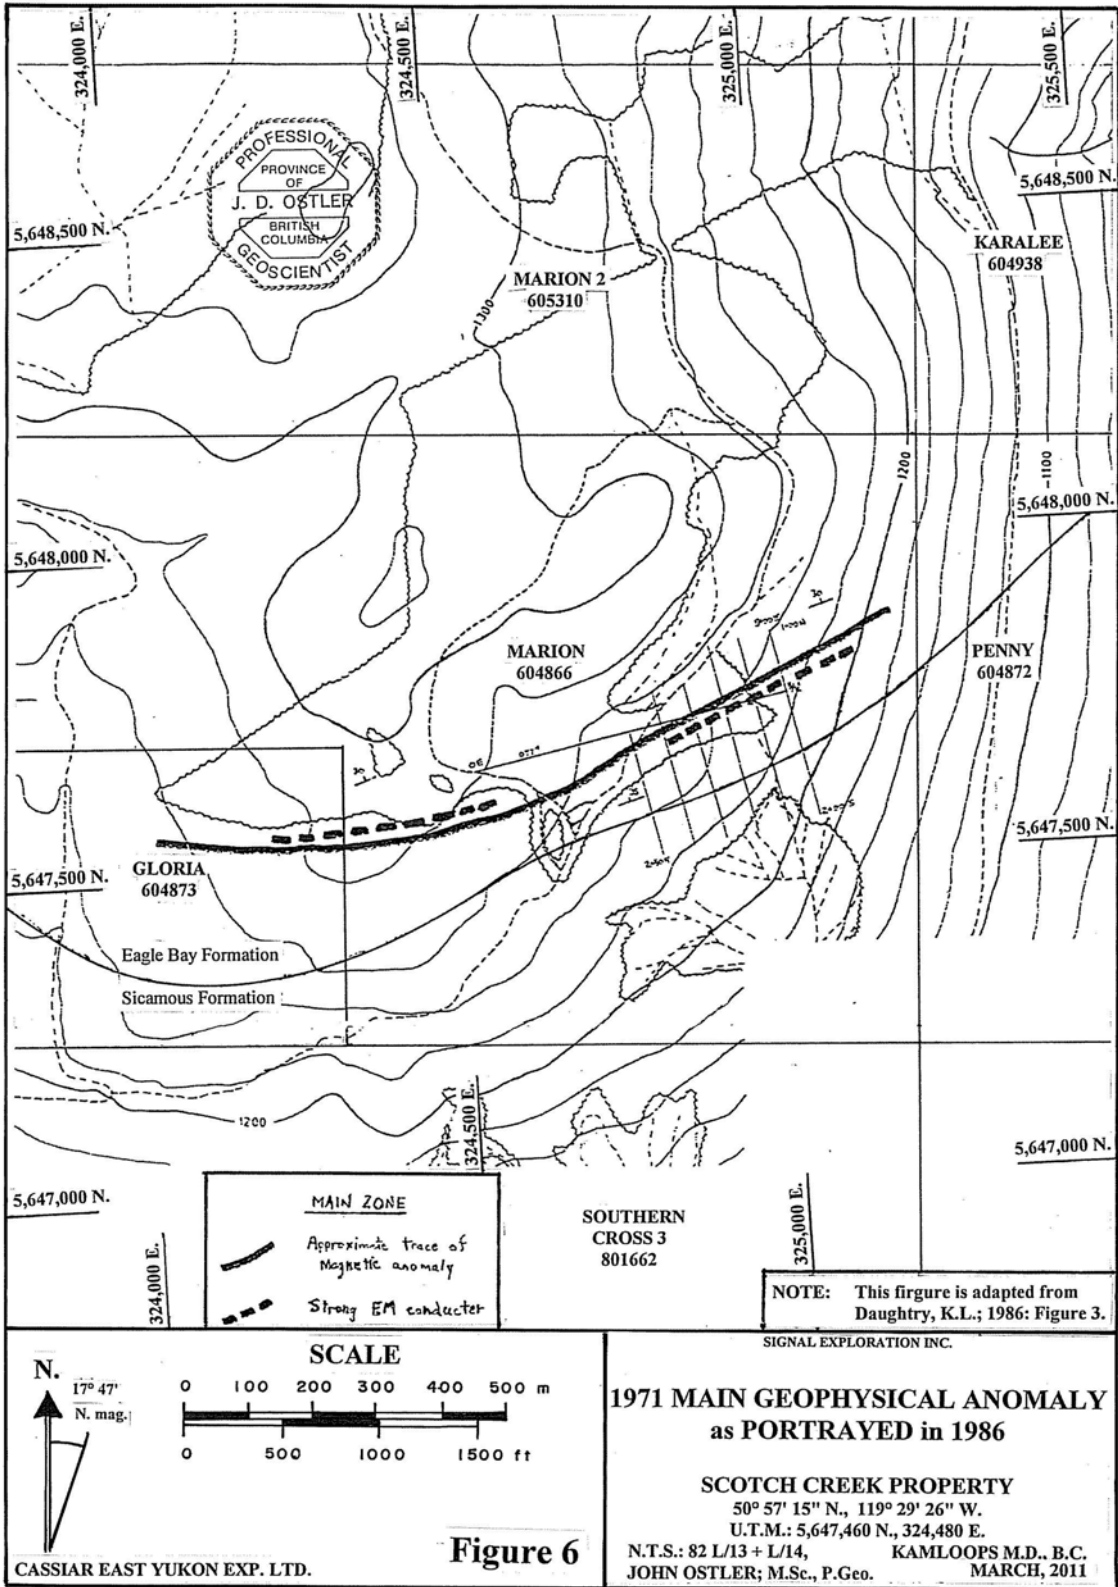 324,000 E.
324,500 E.
325,000 E.
325,500 E.
PROFESSIONAL
PROVINCE
OF
J. D. OSTLER
BRITISH
COLUMBIA
GEOSCIENTIST
5,648,500 N.
5,648,500 N.
KARALEE
604938
MARION 2
605310
1300
1200
1100
5,648,000 N.
5,648,000 N.
MARION
604866
PENNY
604872
30
30
5,647,500 N.
5,647,500 N.
GLORIA
604873
Eagle Bay Formation
Sicamous Formation
1200
324,500 E.
5,647,000 N.
5,647,000 N.
324,000 E.
325,000 E.
MAIN ZONE
Approximate trace of
Magnetic anomaly
Strong EM conducter
SOUTHERN
CROSS 3
801662
NOTE: This firgure is adapted from
Daughtry, K.L.; 1986: Figure 3.
N.
17° 47'
N. mag.
SCALE
0 100 200 300 400 500 m
0 500 1000 1500 ft
CASSIAR EAST YUKON EXP. LTD.
Figure 6
SIGNAL EXPLORATION INC.
1971 MAIN GEOPHYSICAL ANOMALY
as PORTRAYED in 1986
SCOTCH CREEK PROPERTY
50° 57' 15" N., 119° 29' 26" W.
U.T.M.: 5,647,460 N., 324,480 E.
N.T.S.: 82 L/13 + L/14, KAMLOOPS M.D.. B.C.
JOHN OSTLER; M.Sc., P.Geo. MARCH, 2011